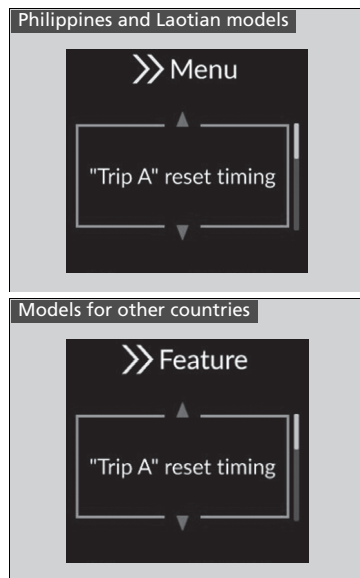 Philippines and Laotian models
Menu
"Trip A" reset timing
Models for other countries
Feature
"Trip A" reset timing